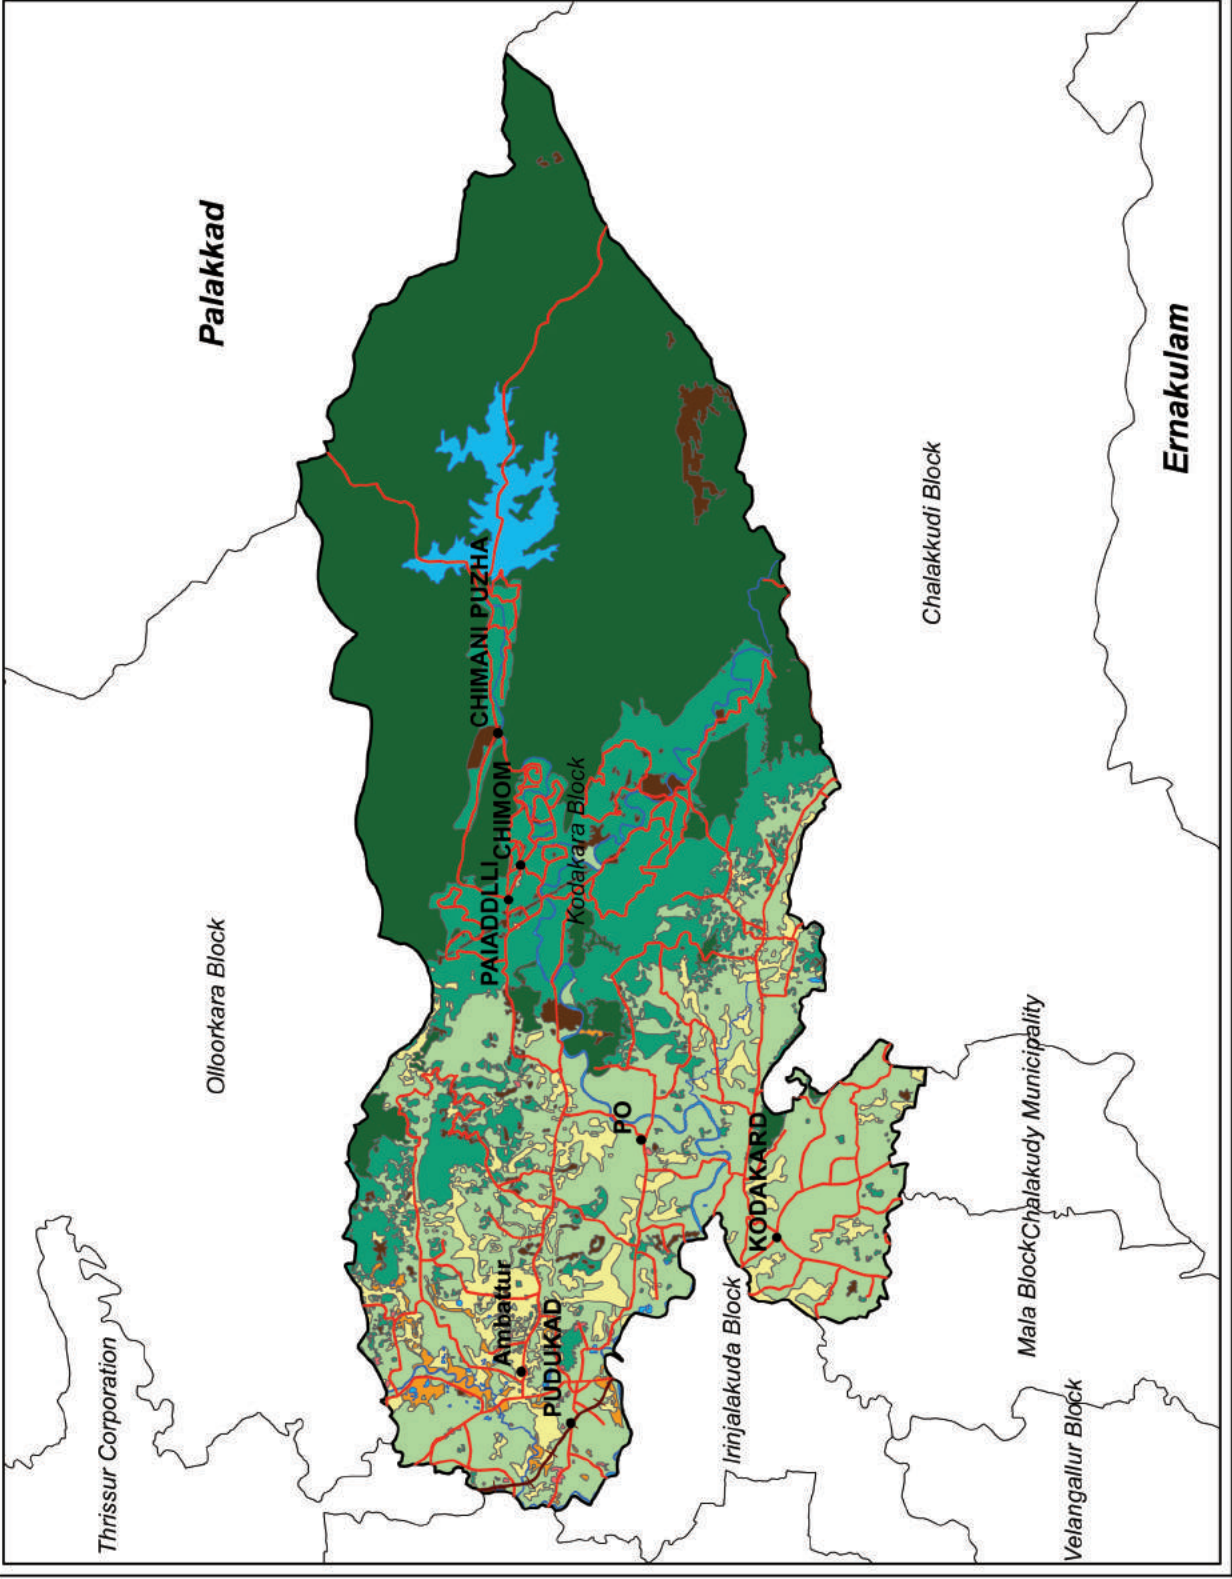 Palakkad
Ernakulam
Chalakkudi Block
CHIMANI PUZHA
CHIMOM
PAIADDLLI
Kodakara Block
Olloorkara Block
PO
KODAKARD
Ambattur
PUDUKAD
Mala Block
Chalakudy Municipality
Irinjalakuda Block
Thrissur Corporation
Velangallur Block